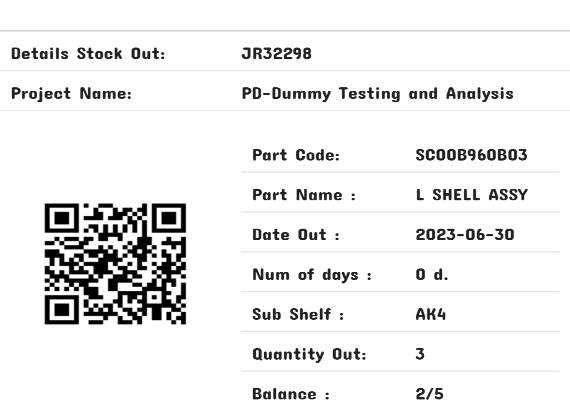 Details Stock Out: JR32298
Project Name: PD-Dummy Testing and Analysis
Part Code: SC00B960B03
Part Name : L SHELL ASSY
Date Out : 2023-06-30
Num of days : 0 d.
Sub Shelf : AK4
Quantity Out: 3
Balance : 2/5